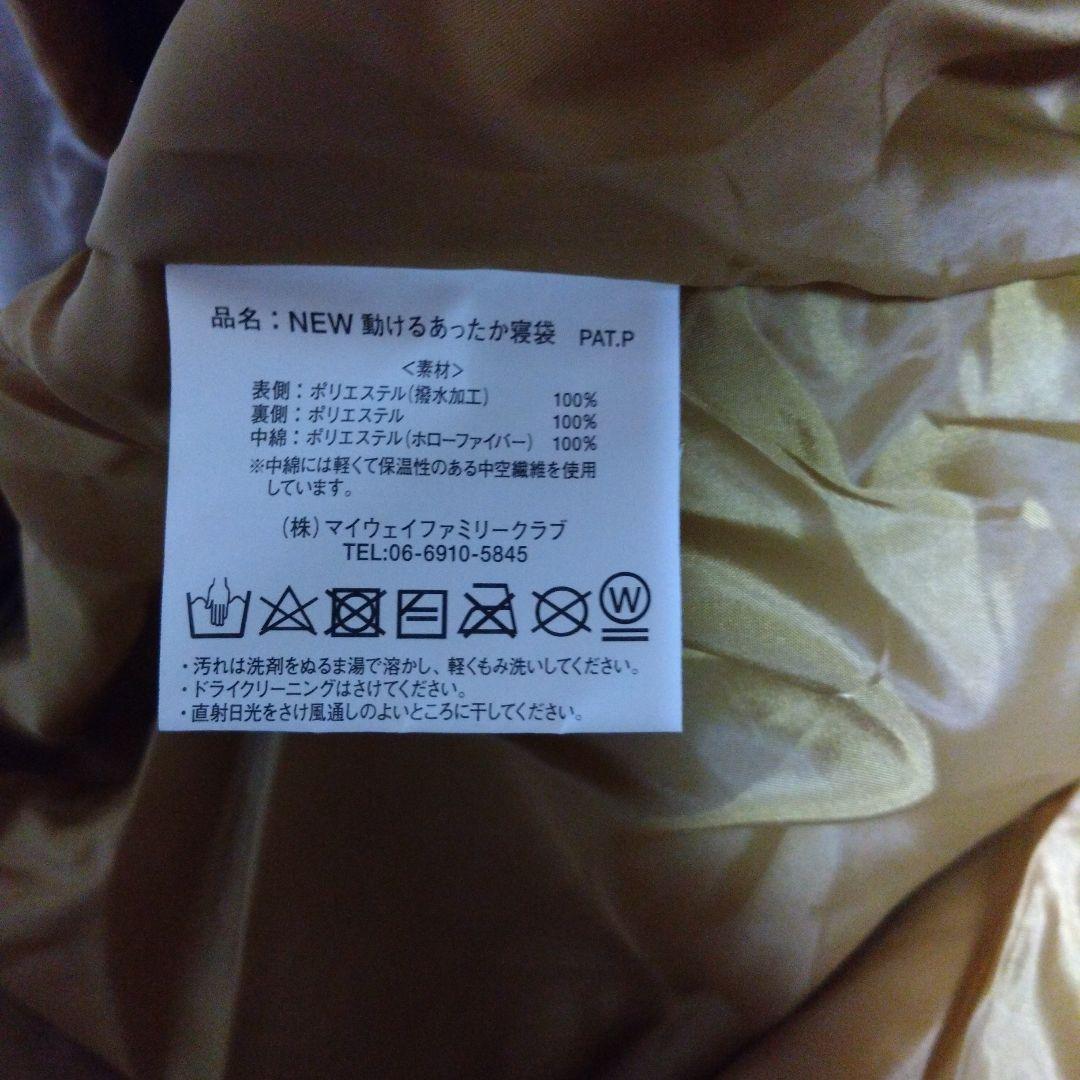 品名：NEW 動けるあったか寝袋 PAT.P
＜素材＞
表側：ポリエステル(撥水加工) 100%
裏側：ポリエステル 100%
中綿：ポリエステル(ホローファイバー) 100%
※中綿には軽くて保温性のある中空繊維を使用
しています。
(株)マイウェイファミリークラブ
TEL:06-6910-5845
W
・汚れは洗剤をぬるま湯で溶かし、軽くもみ洗いしてください。
・ドライクリーニングはさけてください。
・直射日光をさけ風通しのよいところに干してください。